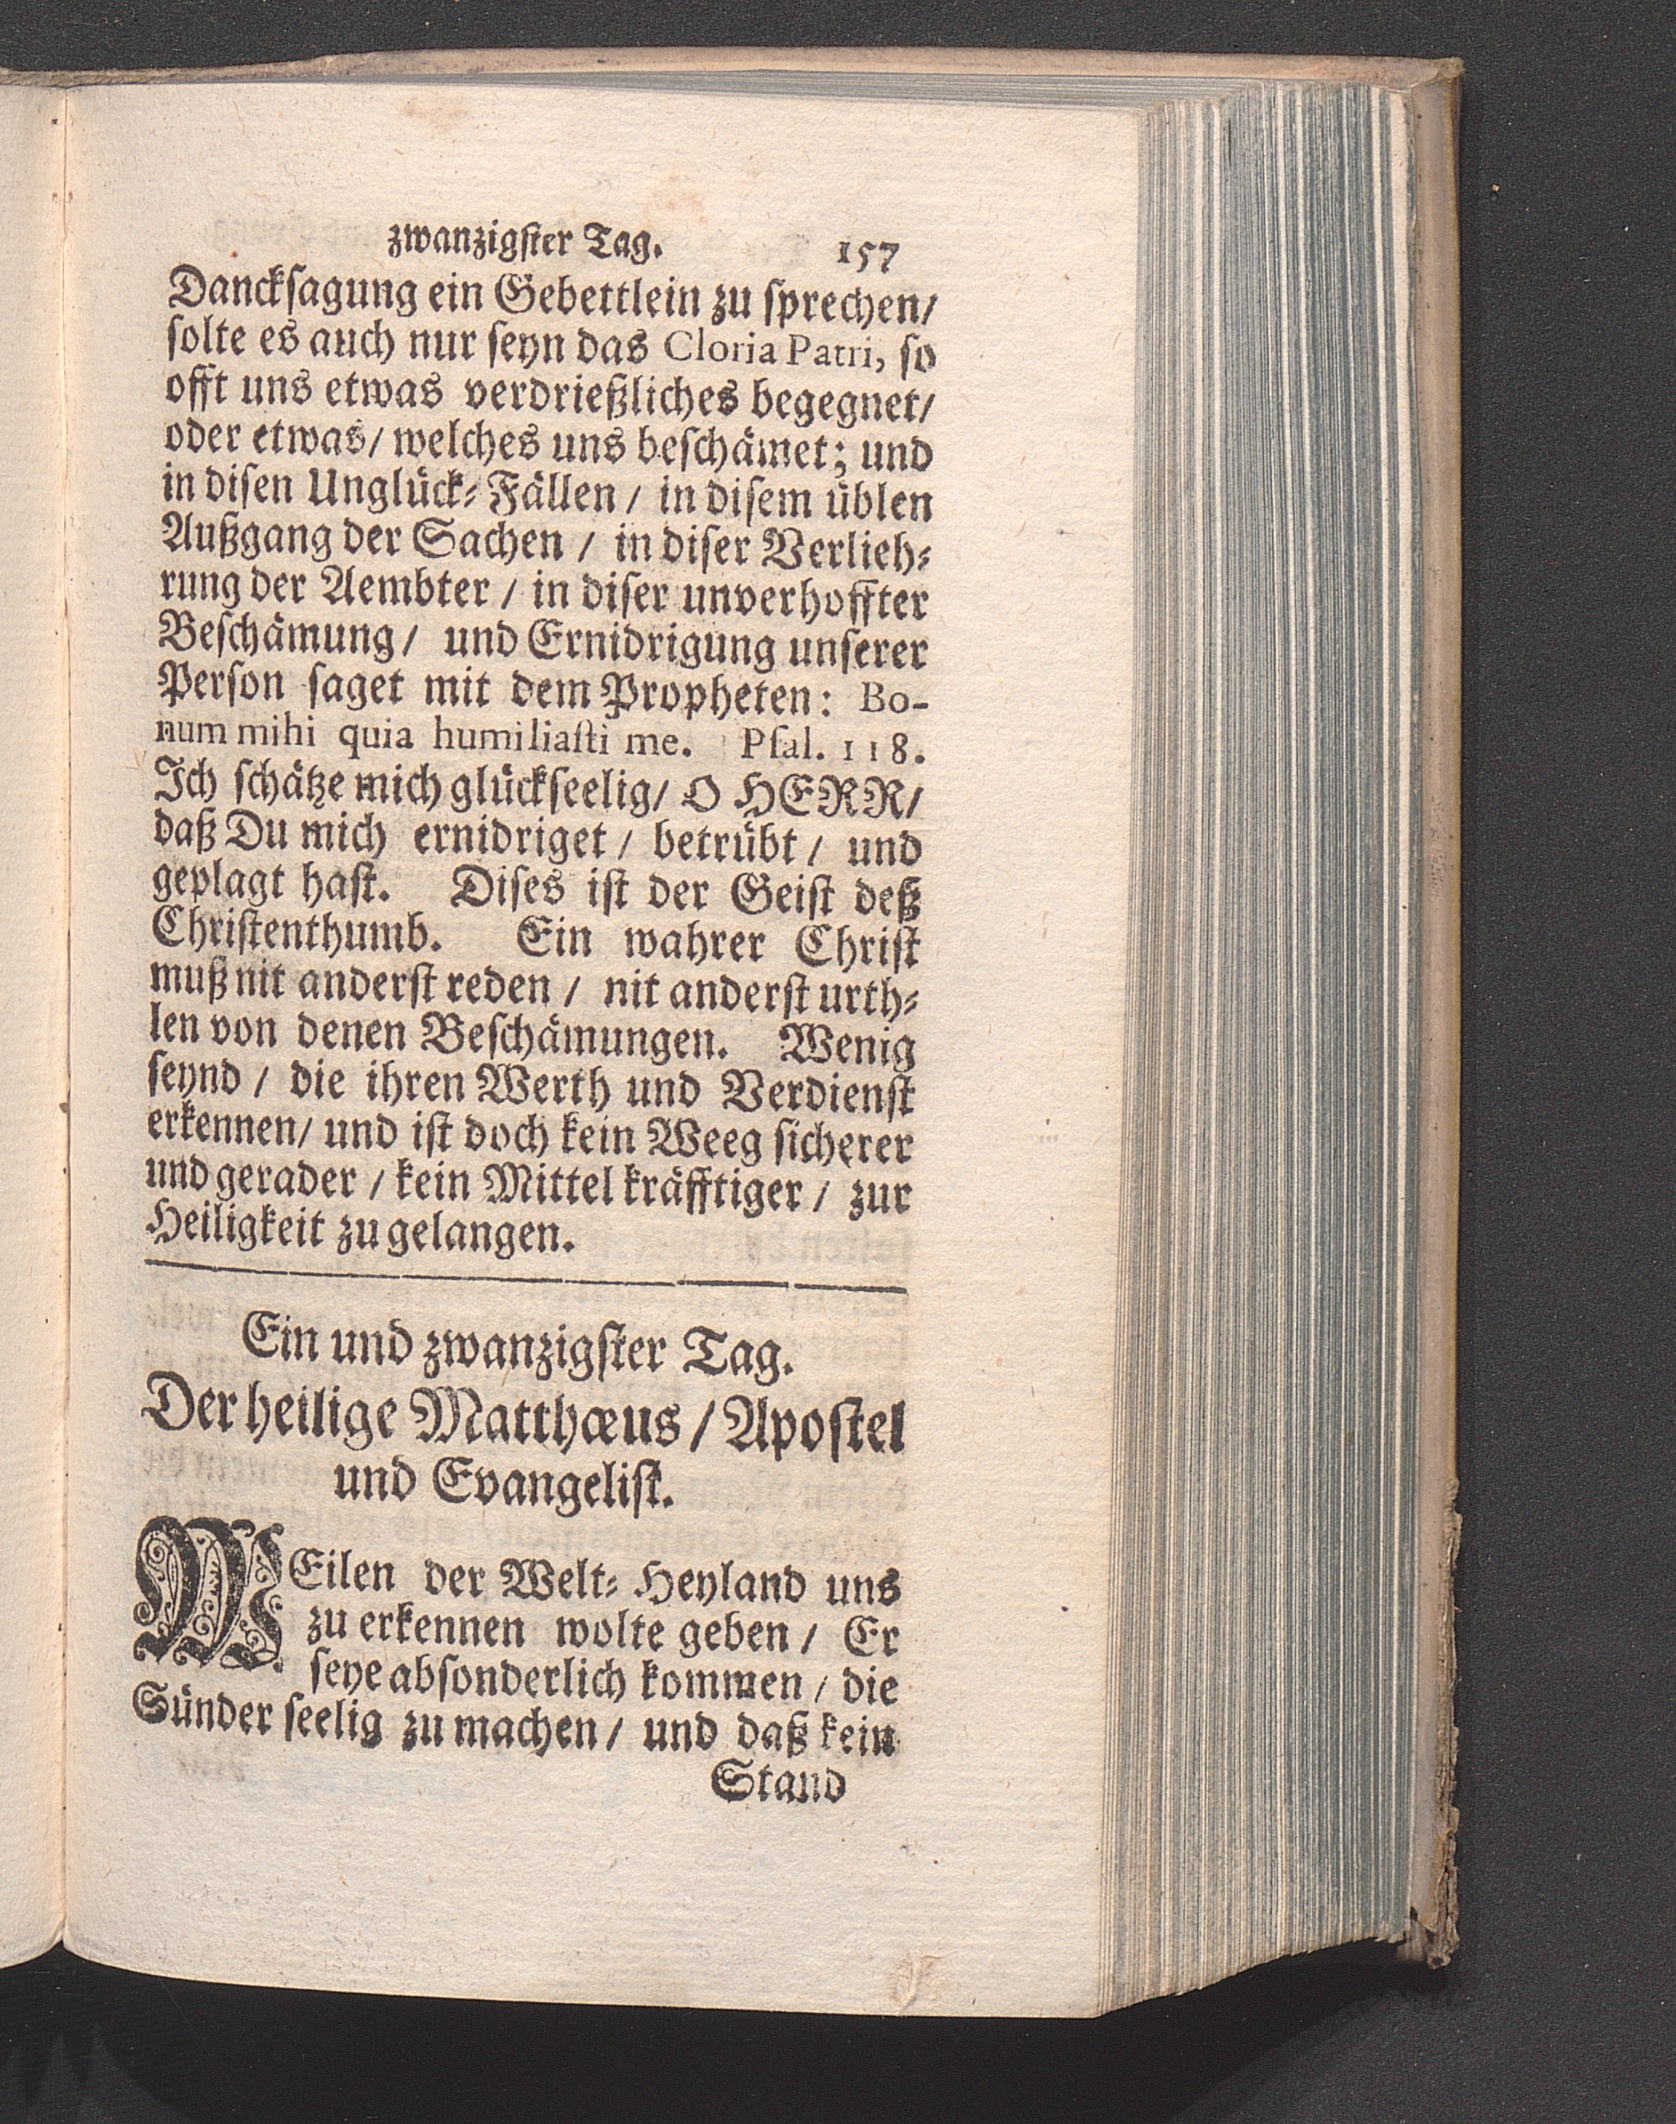 zwanzigster Tag. 157
Dancksagung ein Gebettlein zu sprechen/
solte es auch nur seyn das Cloria Patri, so
offt uns etwas verdrießliches begegnet/
oder etwas/ welches uns beschämet; und
in disen Unglück-Fällen / in disem üblen
Außgang der Sachen / in diser Verlieh-
rung der Aembter / in diser unverhoffter
Beschämung/ und Ernidrigung unserer
Person saget mit dem Propheten: Bo-
num mihi quia humiliasti me. Psal. 118.
Ich schätze mich glückseelig/ O HERR/
daß Du mich ernidriget / betrübt / und
geplagt hast. Dises ist der Geist deß
Christenthumb. Ein wahrer Christ
muß nit anderst reden / nit anderst urth-
len von denen Beschämungen. Wenig
seynd / die ihren Werth und Verdienst
erkennen/ und ist doch kein Weeg sicherer
und gerader / kein Mittel kräfftiger / zur
Heiligkeit zu gelangen.
Ein und zwanzigster Tag.
Der heilige Matthæus / Apostel
und Evangelist.
WEilen der Welt-Heyland uns
zu erkennen wolte geben / Er
seye absonderlich kommen / die
Sünder seelig zu machen / und daß kein
Stand